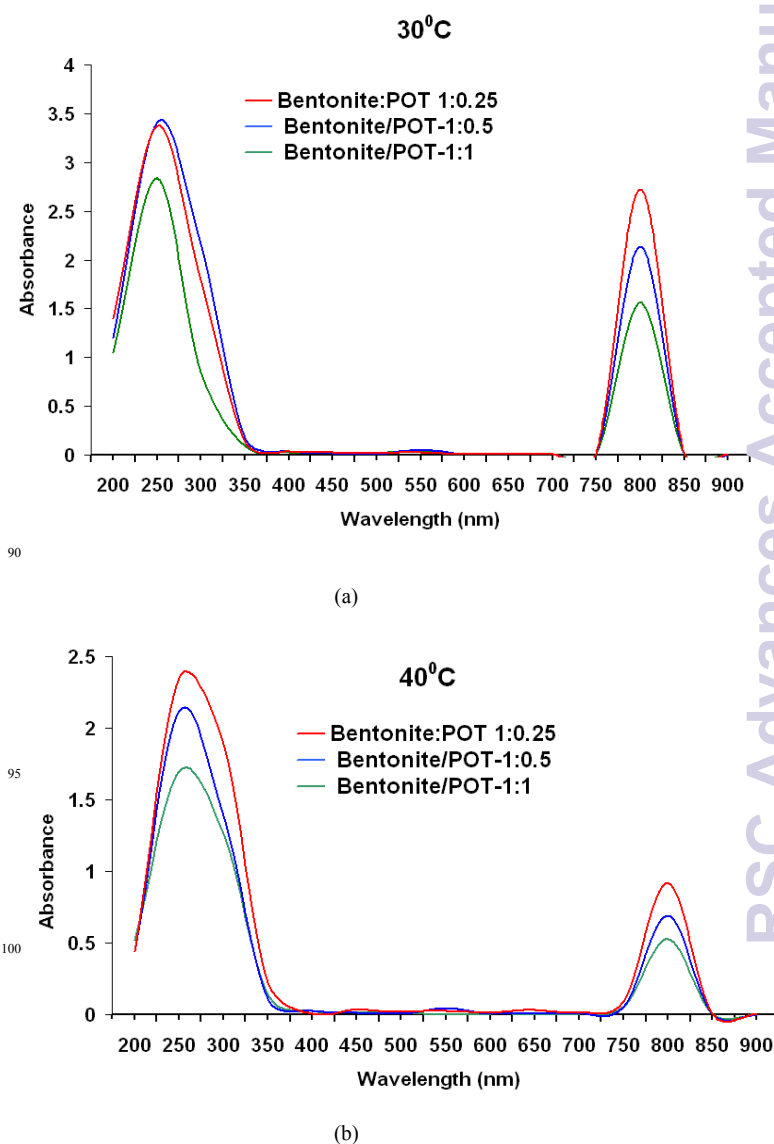 30⁰C
4
3.5
3
2.5
2
1.5
1
0.5
0
Absorbance
Bentonite:POT 1:0.25
Bentonite/POT-1:0.5
Bentonite/POT-1:1
200 250 300 350 400 450 500 550 600 650 700 750 800 850 900
Wavelength (nm)
90
(a)
40⁰C
2.5
2
1.5
1
0.5
0
Absorbance
Bentonite:POT 1:0.25
Bentonite/POT-1:0.5
Bentonite/POT-1:1
95
100
200 250 300 350 400 450 500 550 600 650 700 750 800 850 900
Wavelength (nm)
(b)
RSC Advances Accepted Manu